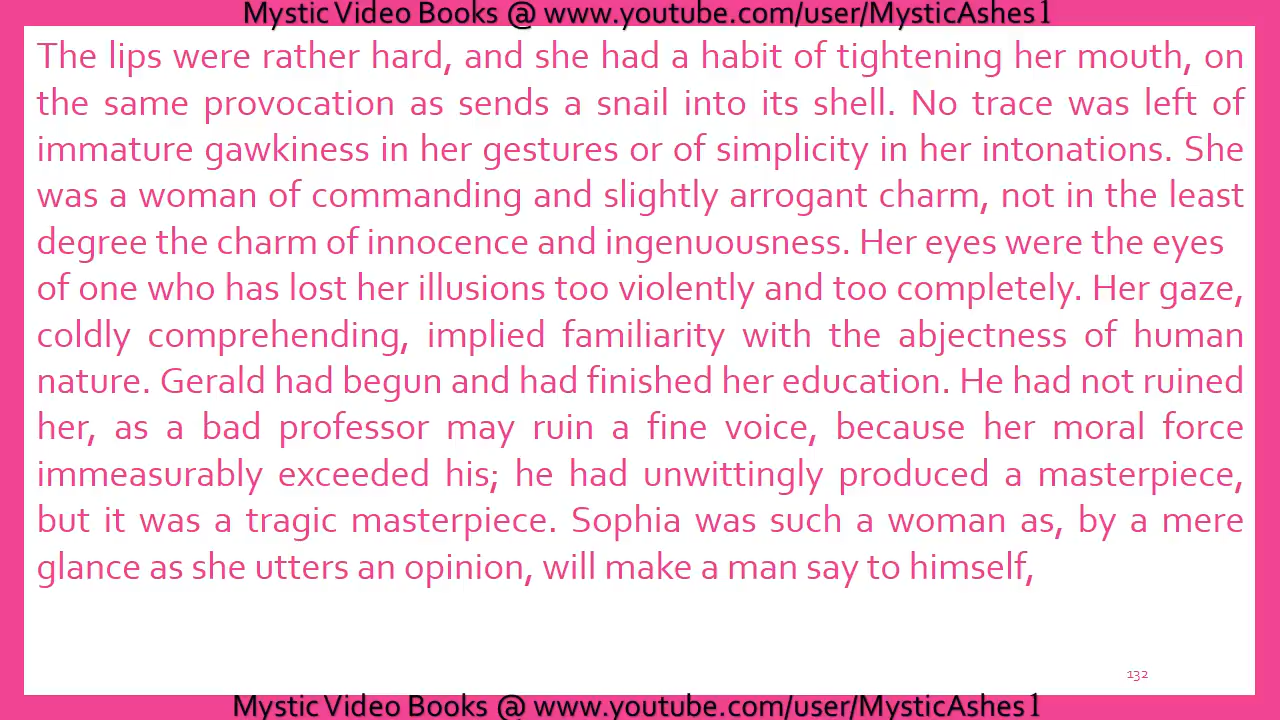 Mystic Video Books @ www.youtube.com/user/MysticAshes1
The lips were rather hard, and she had a habit of tightening her mouth, on
the same provocation as sends a snail into its shell. No trace was left of
immature gawkiness in her gestures or of simplicity in her intonations. She
was a woman of commanding and slightly arrogant charm, not in the least
degree the charm of innocence and ingenuousness. Her eyes were the eyes
of one who has lost her illusions too violently and too completely. Her gaze,
coldly comprehending, implied familiarity with the abjectness of human
nature. Gerald had begun and had finished her education. He had not ruined
her, as a bad professor may ruin a fine voice, because her moral force
immeasurably exceeded his; he had unwittingly produced a masterpiece,
but it was a tragic masterpiece. Sophia was such a woman as, by a mere
glance as she utters an opinion, will make a man say to himself,
132
Mystic Video Books @ www.youtube.com/user/MysticAshes1